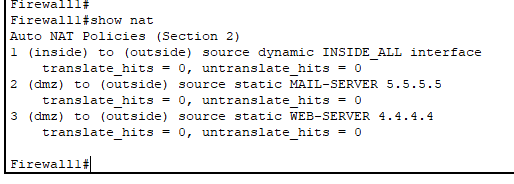 Firewall1#
Firewall1#show nat
Auto NAT Policies (Section 2)
1 (inside) to (outside) source dynamic INSIDE_ALL interface
translate_hits = 0, untranslate_hits = 0
2 (dmz) to (outside) source static MAIL-SERVER 5.5.5.5
translate_hits = 0, untranslate_hits = 0
3 (dmz) to (outside) source static WEB-SERVER 4.4.4.4
translate_hits = 0, untranslate_hits = 0
Firewall1#